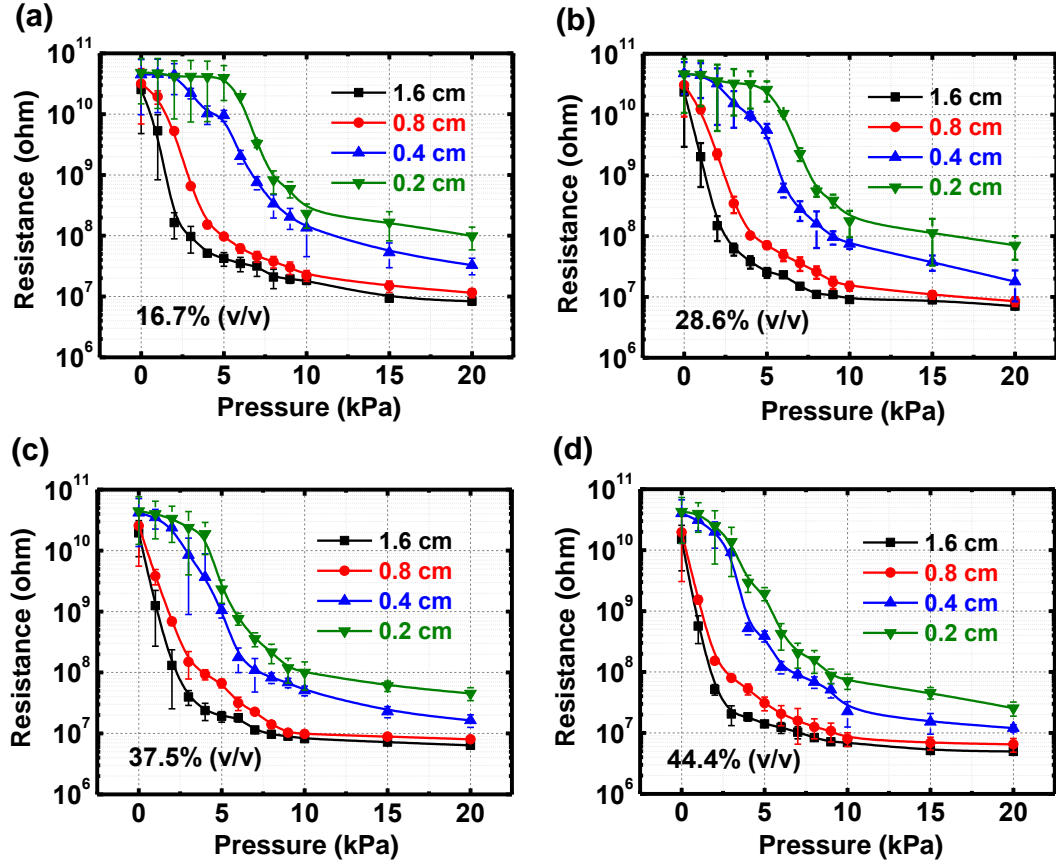 (a)
Resistance (ohm)
10^11
10^10
10^9
10^8
10^7
10^6
1.6 cm
0.8 cm
0.4 cm
0.2 cm
16.7% (v/v)
0 5 10 15 20
Pressure (kPa)
(b)
Resistance (ohm)
10^11
10^10
10^9
10^8
10^7
10^6
1.6 cm
0.8 cm
0.4 cm
0.2 cm
28.6% (v/v)
0 5 10 15 20
Pressure (kPa)
(c)
Resistance (ohm)
10^11
10^10
10^9
10^8
10^7
10^6
1.6 cm
0.8 cm
0.4 cm
0.2 cm
37.5% (v/v)
0 5 10 15 20
Pressure (kPa)
(d)
Resistance (ohm)
10^11
10^10
10^9
10^8
10^7
10^6
1.6 cm
0.8 cm
0.4 cm
0.2 cm
44.4% (v/v)
0 5 10 15 20
Pressure (kPa)